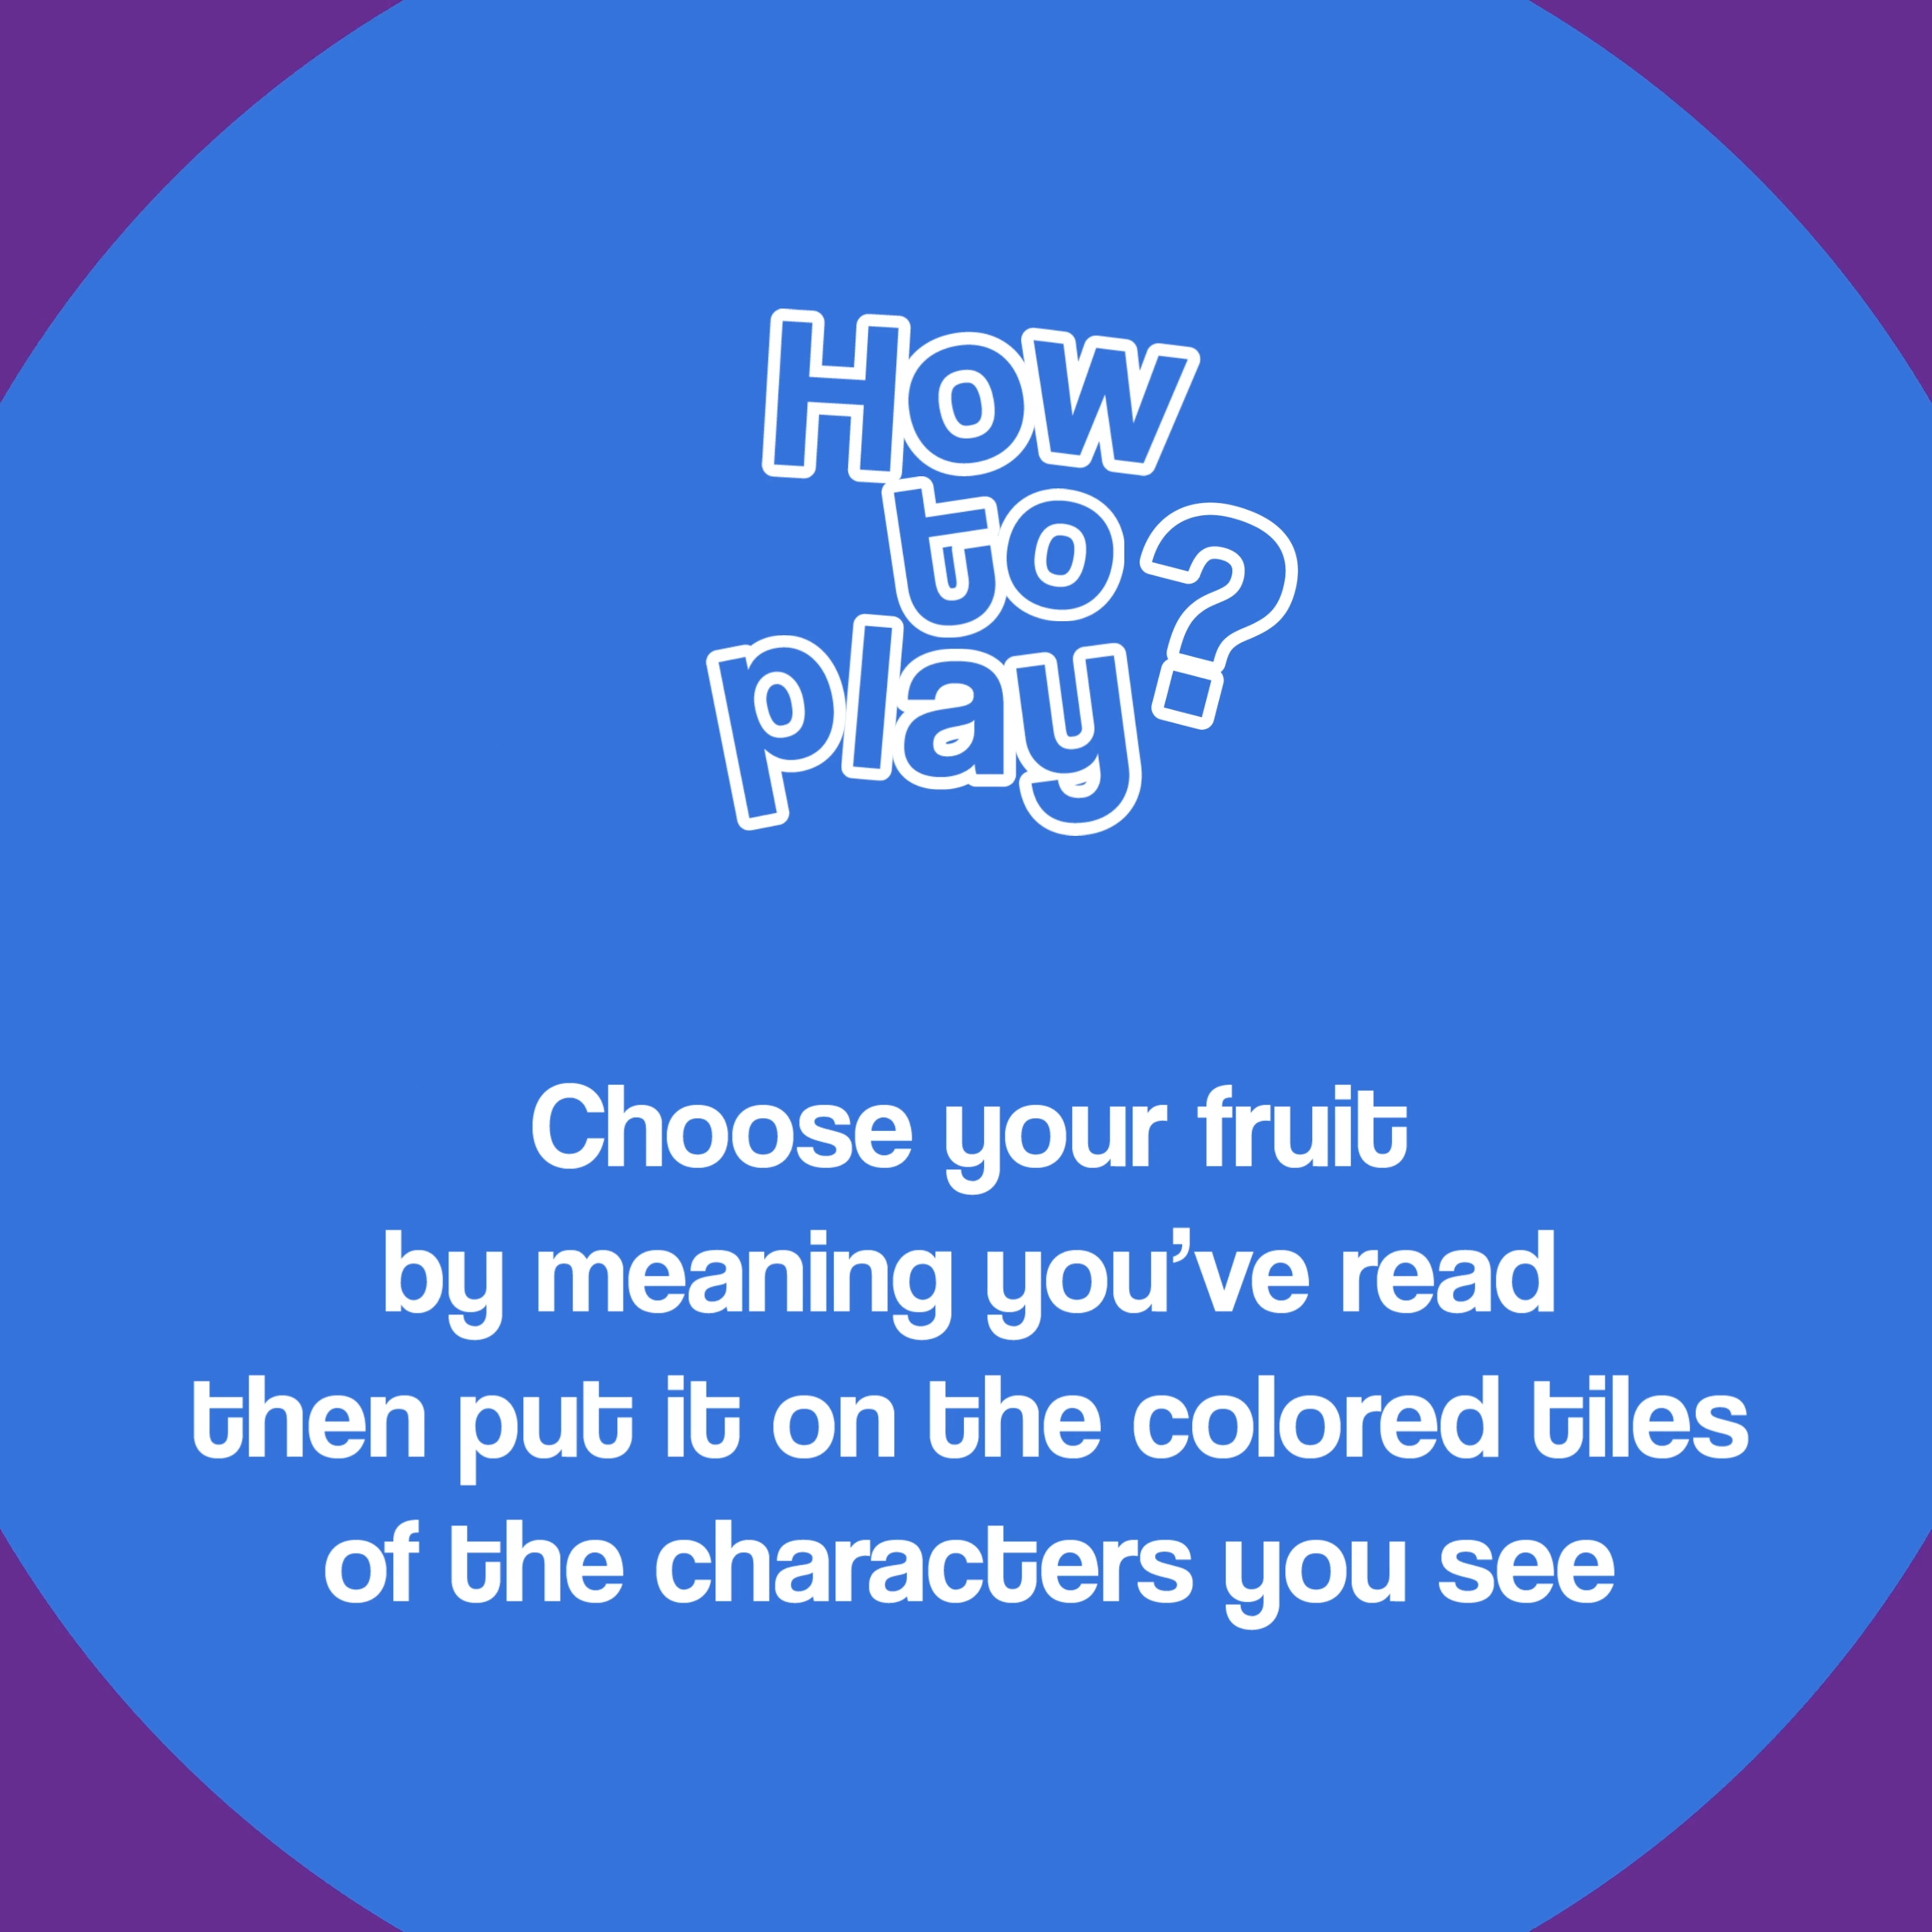 How
to
play?
Choose your fruit
by meaning you’ve read
then put it on the colored tiles
of the characters you see